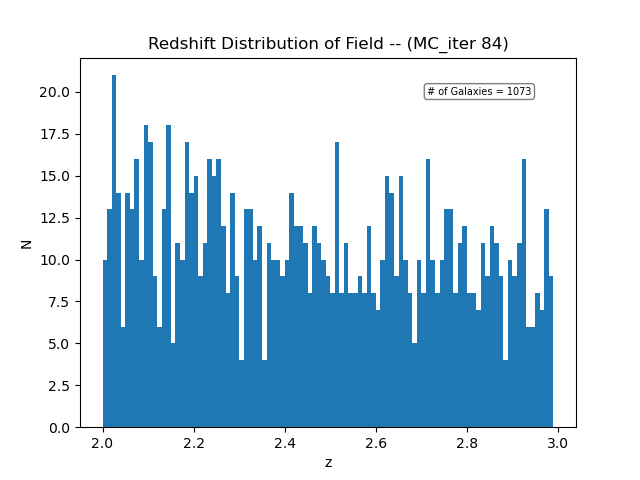 Redshift Distribution of Field -- (MC_iter 84)
# of Galaxies = 1073
20.0
17.5
15.0
12.5
10.0
7.5
5.0
2.5
0.0
N
2.0 2.2 2.4 2.6 2.8 3.0
z